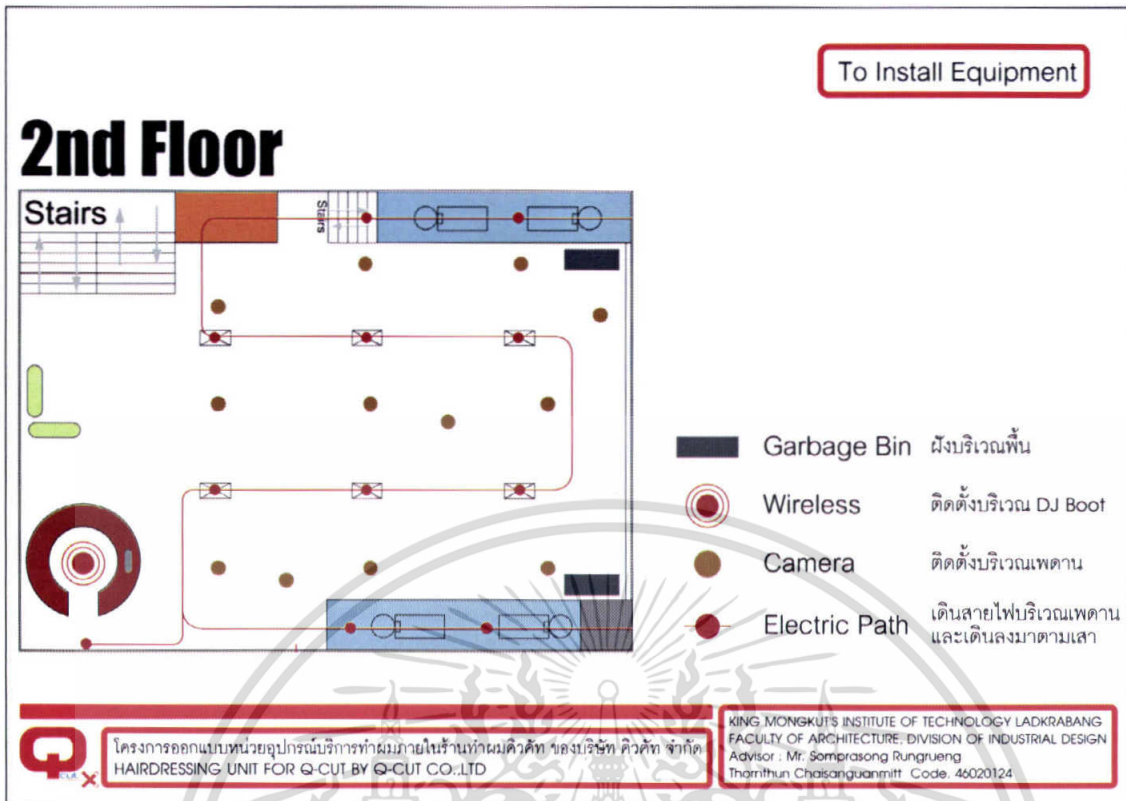 To Install Equipment
2nd Floor
Stairs
Stairs
Garbage Bin ฝังบริเวณพื้น
Wireless ติดตั้งบริเวณ DJ Boot
Camera ติดตั้งบริเวณเพดาน
Electric Path เดินสายไฟบริเวณเพดาน
และเดินลงมาตามเสา
Q
CUT X
โครงการออกแบบหน่วยอุปกรณ์บริการทำผมภายในร้านทำผมคิวคัท ของบริษัท คิวคัท จำกัด
HAIRDRESSING UNIT FOR Q-CUT BY Q-CUT CO.,LTD
KING MONGKUT'S INSTITUTE OF TECHNOLOGY LADKRABANG
FACULTY OF ARCHITECTURE, DIVISION OF INDUSTRIAL DESIGN
Advisor : Mr. Somprasong Rungrueng
Thornthun Chaisanguanmitt Code. 46020124